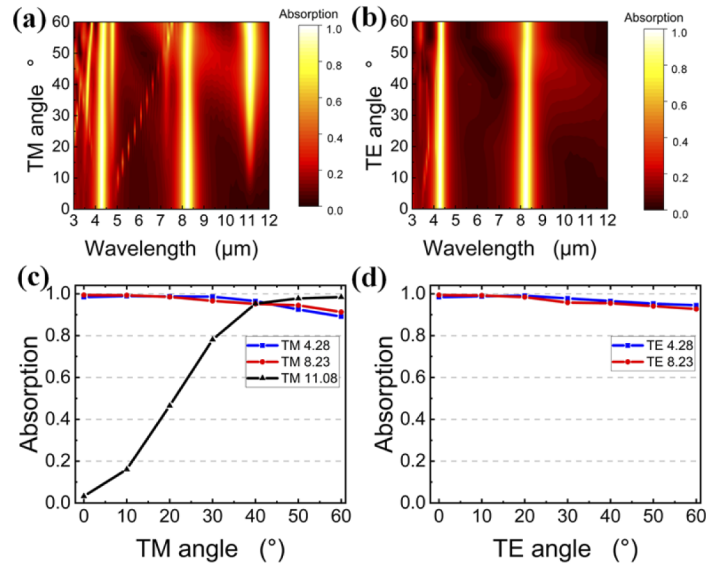 (a)
Absorption
60
50
40
30
20
10
0
TM angle °
3 4 5 6 7 8 9 10 11 12
Wavelength (μm)
1.0
0.8
0.6
0.4
0.2
0.0
(b)
Absorption
60
50
40
30
20
10
0
TE angle °
3 4 5 6 7 8 9 10 11 12
Wavelength (μm)
1.0
0.8
0.6
0.4
0.2
0.0
(c)
1.0
0.8
0.6
0.4
0.2
0.0
Absorption
TM 4.28
TM 8.23
TM 11.08
0 10 20 30 40 50 60
TM angle (°)
(d)
1.0
0.8
0.6
0.4
0.2
0.0
Absorption
TE 4.28
TE 8.23
0 10 20 30 40 50 60
TE angle (°)